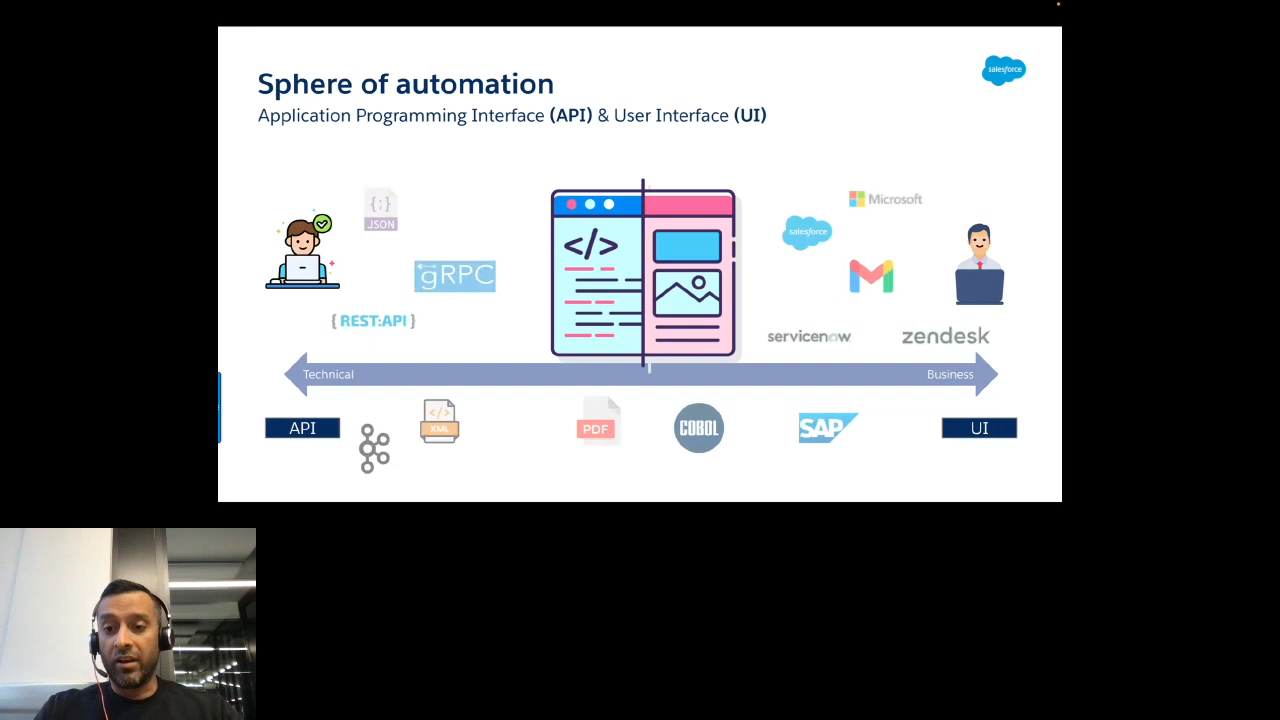 Sphere of automation
salesforce
Application Programming Interface (API) & User Interface (UI)
{;}
.JSON
gRPC
{ REST:API }
</>
Microsoft
salesforce
servicenow
zendesk
Technical
Business
API
</>
XML
PDF
COBOL
SAP
UI